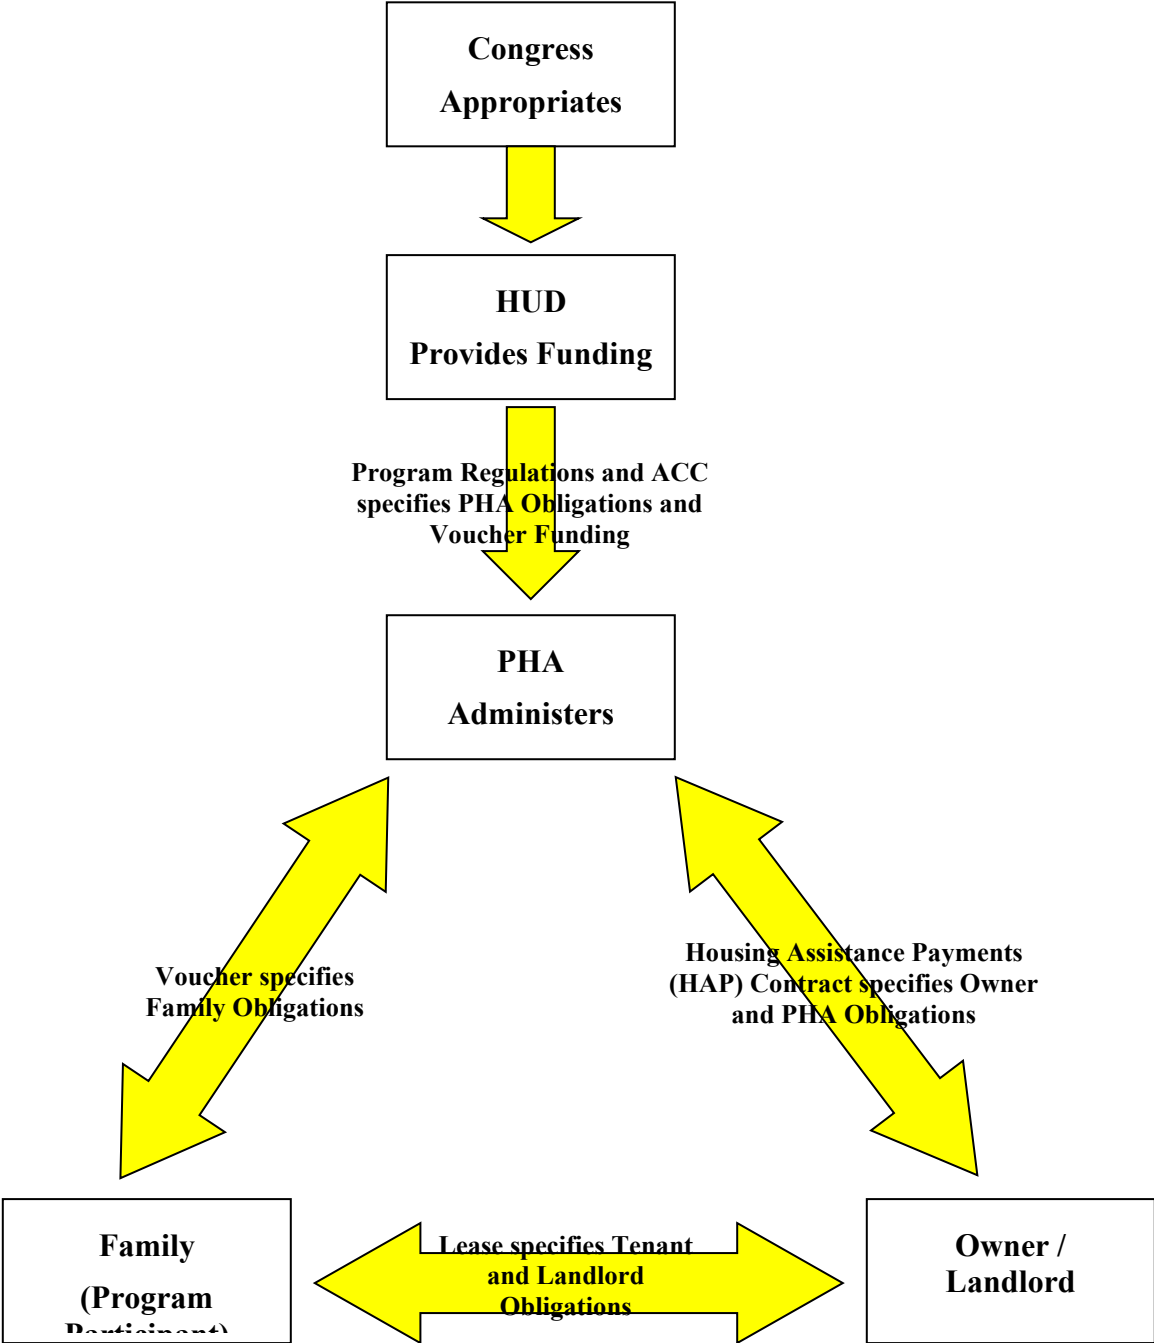 Congress
Appropriates
HUD
Provides Funding
Program Regulations and ACC
specifies PHA Obligations and
Voucher Funding
PHA
Administers
Voucher specifies
Family Obligations
Housing Assistance Payments
(HAP) Contract specifies Owner
and PHA Obligations
Family
(Program
Participant)
Lease specifies Tenant
and Landlord
Obligations
Owner /
Landlord